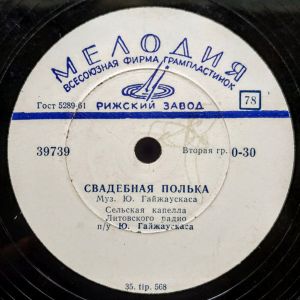 МЕЛОДИЯ
ВСЕСОЮЗНАЯ ФИРМА ГРАМПЛАСТИНОК
Гост 5289-61
РИЖСКИЙ ЗАВОД
78
39739
Вторая гр. 0-30
СВАДЕБНАЯ ПОЛЬКА
Муз. Ю. Гайжаускаса
Сельская капелла
Литовского радио
п/у Ю. Гайжаускаса
35. tip. 568